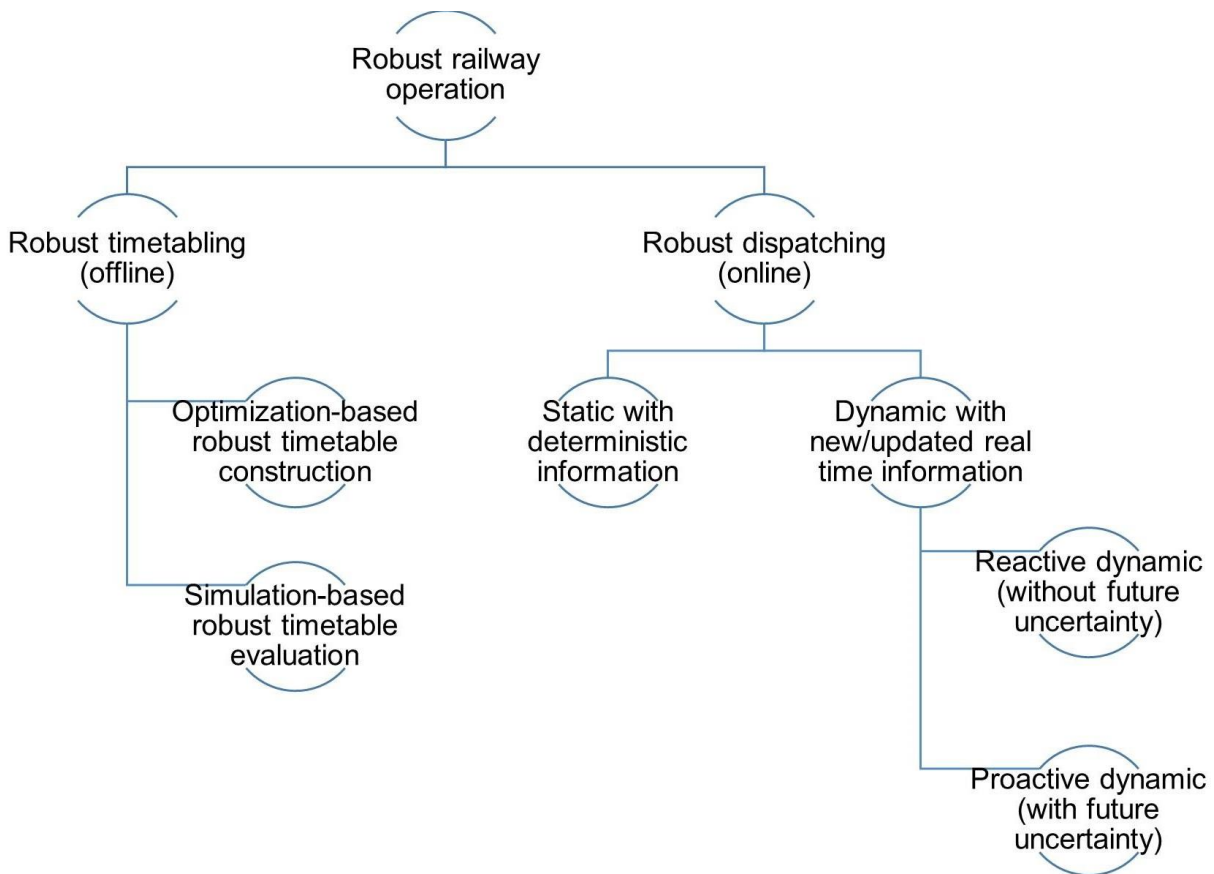 Robust railway
operation
Robust timetabling
(offline)
Robust dispatching
(online)
Optimization-based
robust timetable
construction
Static with
deterministic
information
Dynamic with
new/updated real
time information
Simulation-based
robust timetable
evaluation
Reactive dynamic
(without future
uncertainty)
Proactive dynamic
(with future
uncertainty)